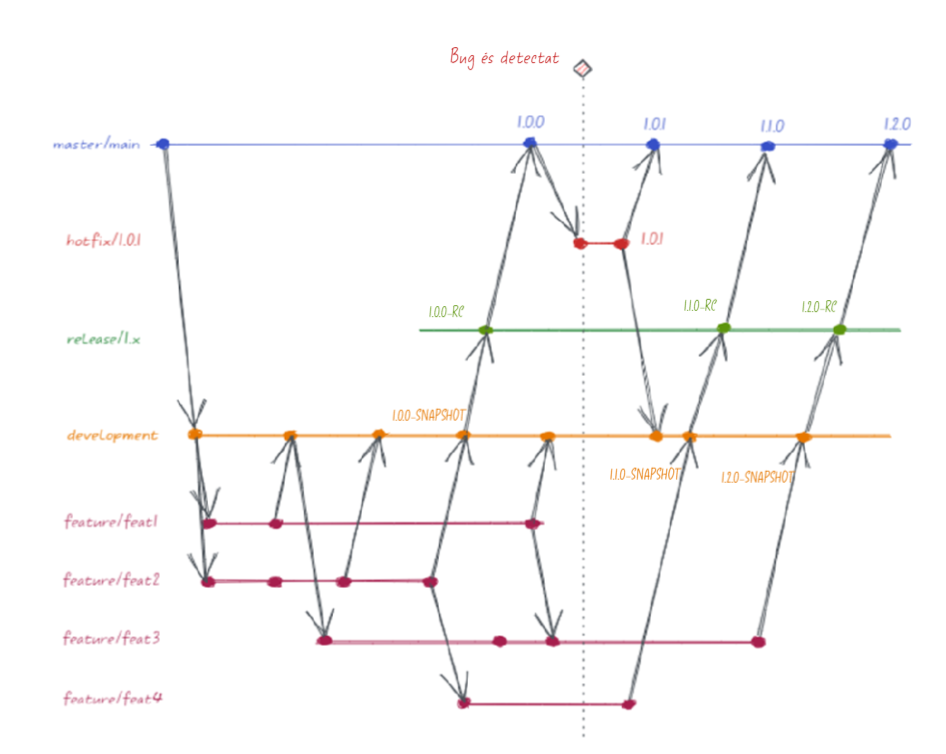 Bug és detectat
1.0.0
1.0.1
1.1.0
1.2.0
master/main
hotfix/1.0.1
1.0.1
1.0.0-RC
1.1.0-RC
1.2.0-RC
release/1.x
1.0.0-SNAPSHOT
development
1.1.0-SNAPSHOT
1.2.0-SNAPSHOT
feature/feat1
feature/feat2
feature/feat3
feature/feat4